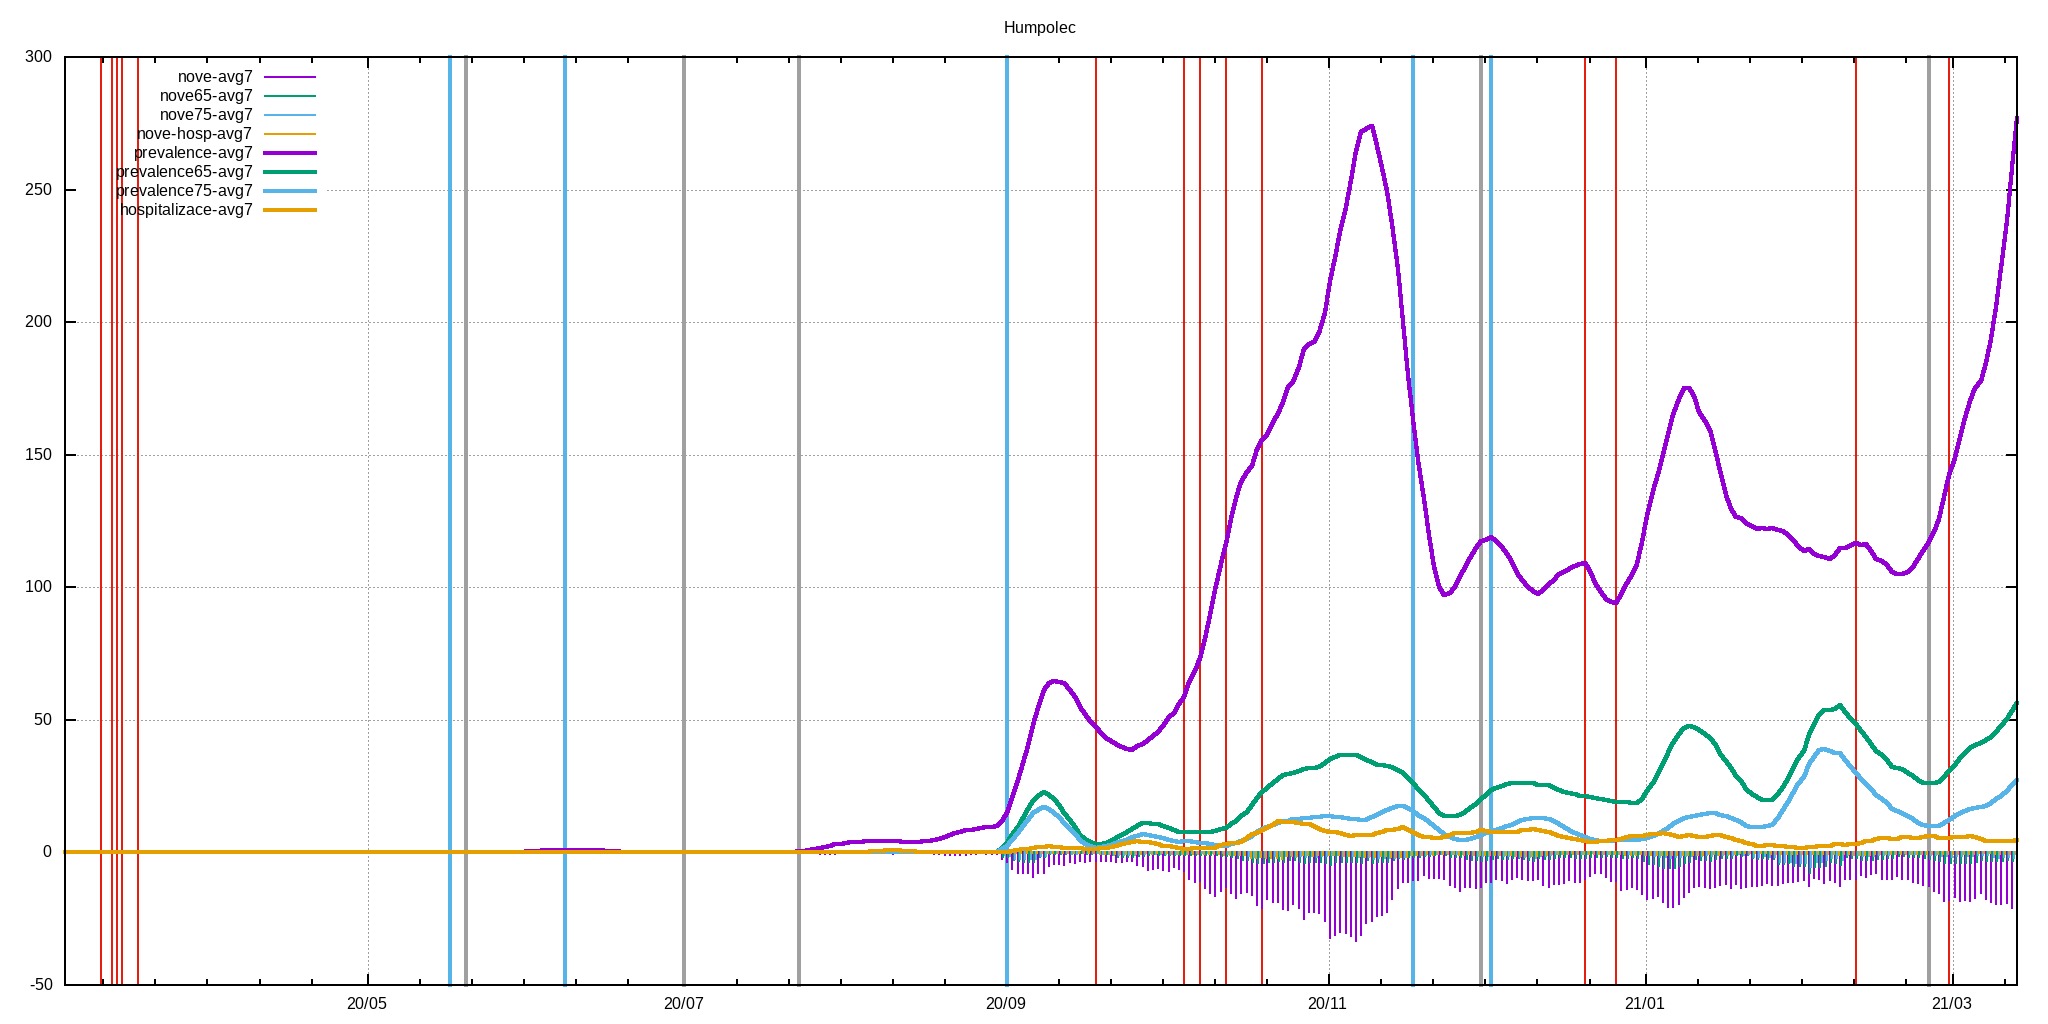 Humpolec
300
250
200
150
100
50
0
-50
nove-avg7
nove65-avg7
nove75-avg7
nove-hosp-avg7
prevalence-avg7
prevalence65-avg7
prevalence75-avg7
hospitalizace-avg7
20/05
20/07
20/09
20/11
21/01
21/03